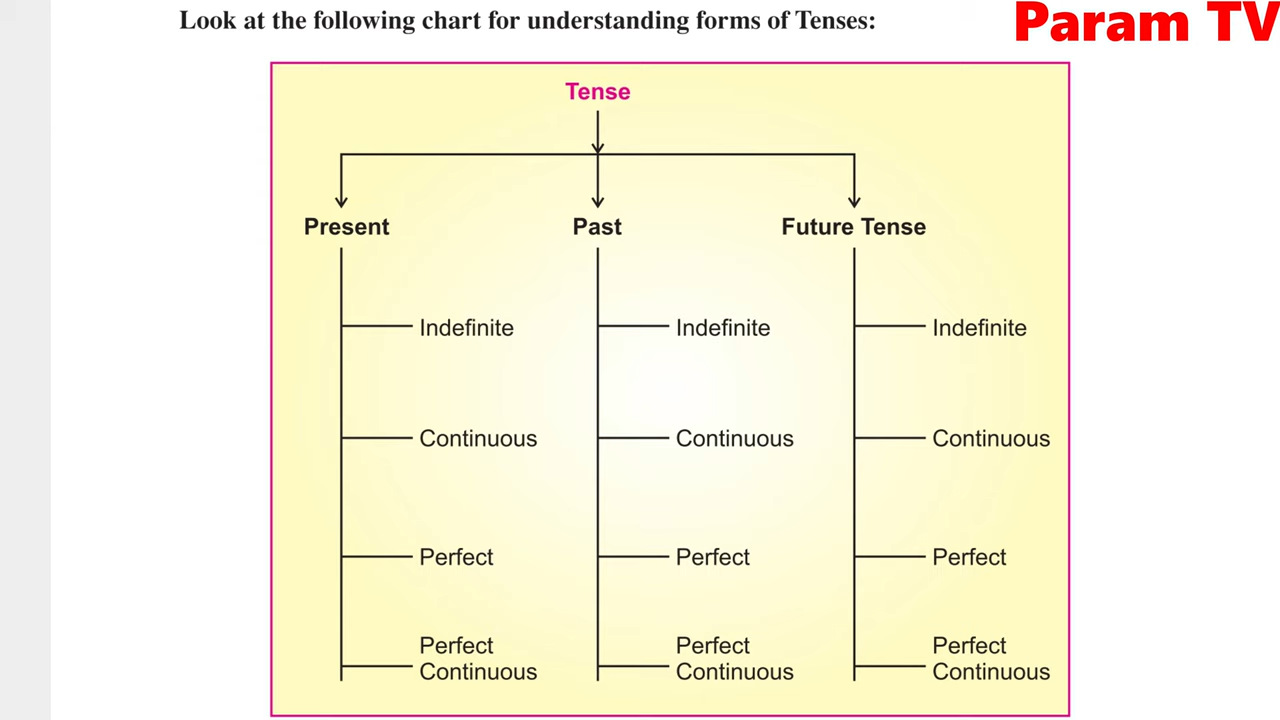 Look at the following chart for understanding forms of Tenses:
Param TV
Tense
Present
Past
Future Tense
Indefinite
Indefinite
Indefinite
Continuous
Continuous
Continuous
Perfect
Perfect
Perfect
Perfect
Continuous
Perfect
Continuous
Perfect
Continuous